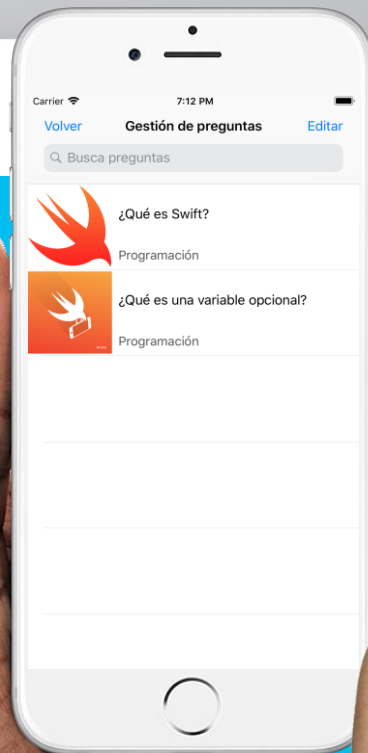 Carrier
7:12 PM
Volver
Gestión de preguntas
Editar
Busca preguntas
¿Qué es Swift?
Programación
¿Qué es una variable opcional?
Programación